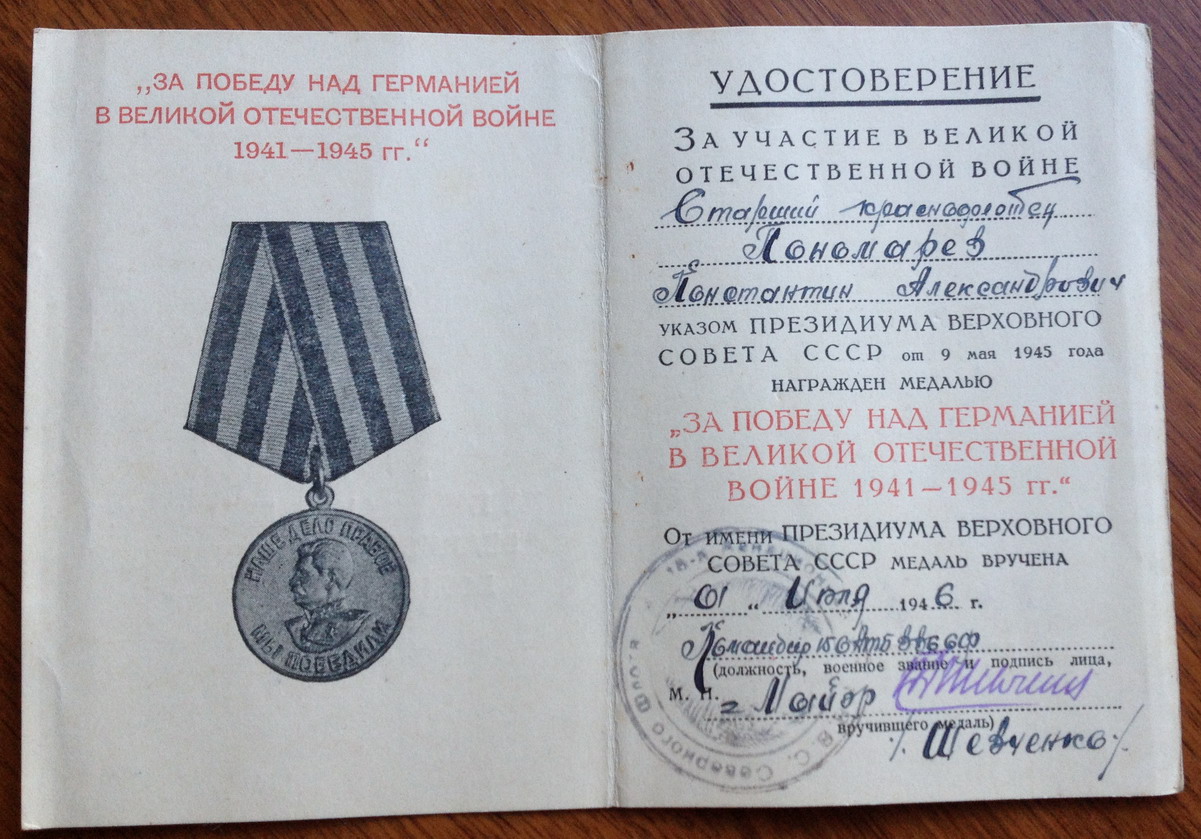 „ЗА ПОБЕДУ НАД ГЕРМАНИЕЙ
В ВЕЛИКОЙ ОТЕЧЕСТВЕННОЙ ВОЙНЕ
1941—1945 гг.“
НАШЕ ДЕЛО ПРАВОЕ
МЫ ПОБЕДИЛИ
УДОСТОВЕРЕНИЕ
ЗА УЧАСТИЕ В ВЕЛИКОЙ
ОТЕЧЕСТВЕННОЙ ВОЙНЕ
Старший краснофлотец
Пономарев
Константин Александрович
УКАЗОМ ПРЕЗИДИУМА ВЕРХОВНОГО
СОВЕТА СССР от 9 мая 1945 года
НАГРАЖДЕН МЕДАЛЬЮ
„ЗА ПОБЕДУ НАД ГЕРМАНИЕЙ
В ВЕЛИКОЙ ОТЕЧЕСТВЕННОЙ
ВОЙНЕ 1941—1945 гг.“
От имени ПРЕЗИДИУМА ВЕРХОВНОГО
СОВЕТА СССР МЕДАЛЬ ВРУЧЕНА
„01“ Июля 1946 г.
Командир
(должность, военное звание и подпись лица,
М. П.
г Майор
вручившего медаль)
/Шевченко/
В. С. Северного Флота